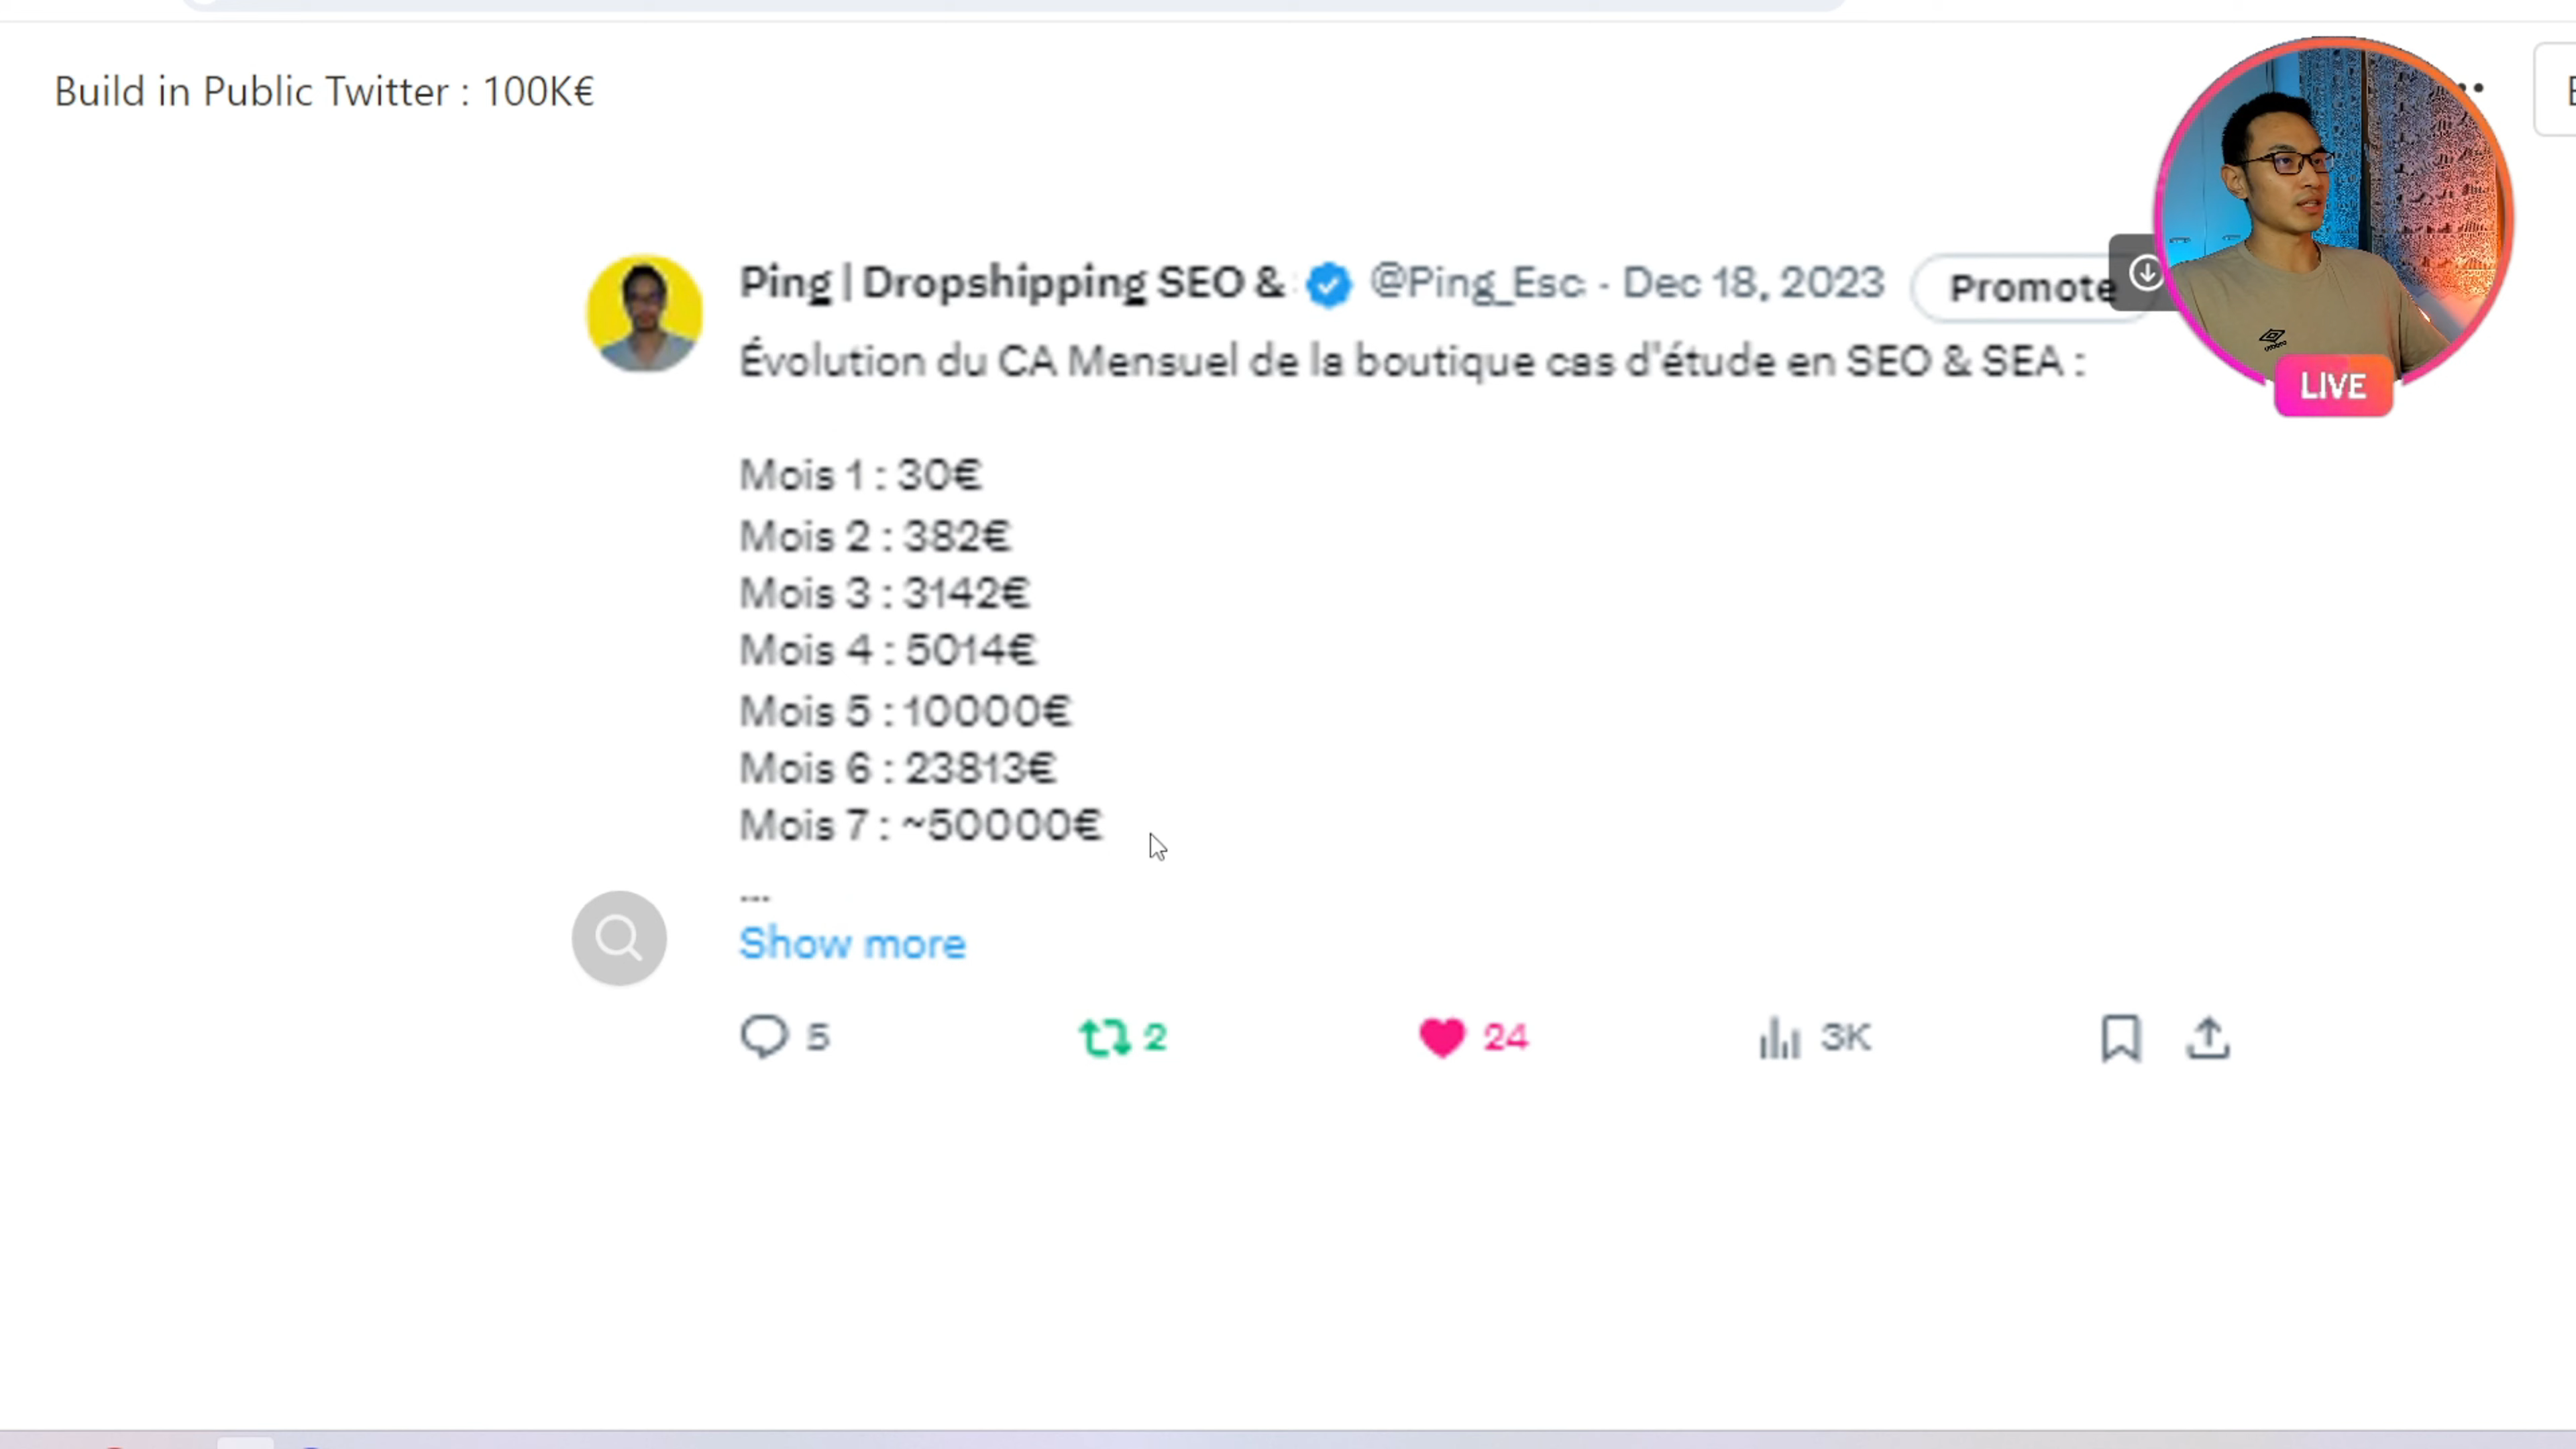 Build in Public Twitter : 100K€
Ping | Dropshipping SEO & @Ping_Esc · Dec 18, 2023 Promote
Évolution du CA Mensuel de la boutique cas d'étude en SEO & SEA :
LIVE
Mois 1 : 30€
Mois 2 : 382€
Mois 3 : 3142€
Mois 4 : 5014€
Mois 5 : 10000€
Mois 6 : 23813€
Mois 7 : ~50000€
...
Show more
5 2 24 3K